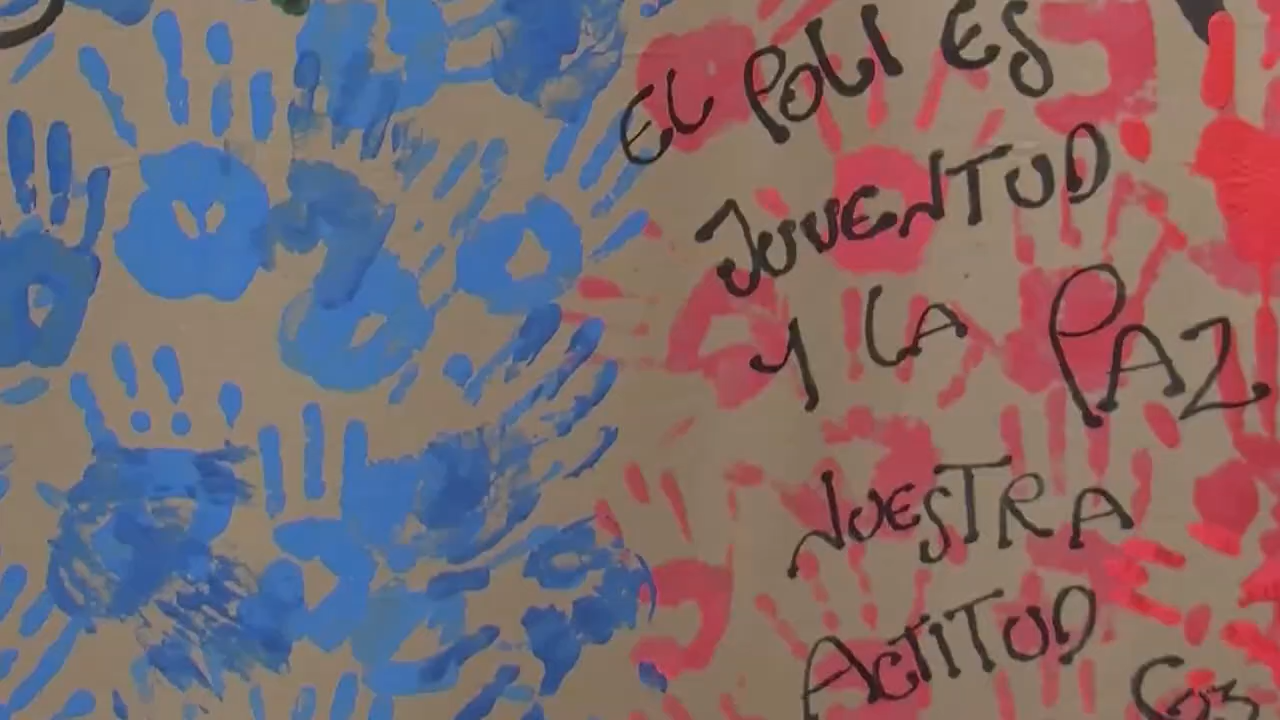 EL POLI ES
JUVENTUD
Y LA PAZ
NUESTRA
ACTITUD